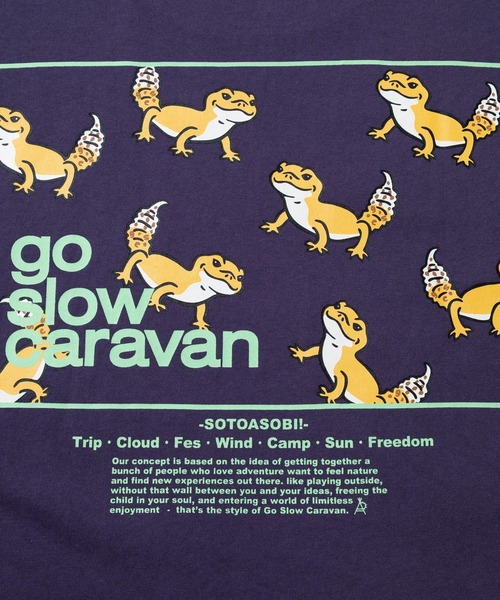 go
slow
caravan
-SOTOASOBI!-
Trip・Cloud・Fes・Wind・Camp・Sun・Freedom
Our concept is based on the idea of getting together a
bunch of people who love adventure want to feel nature
and find new experiences out there. like playing outside,
without that wall between you and your ideas, freeing the
child in your soul, and entering a world of limitless
enjoyment - that's the style of Go Slow Caravan.